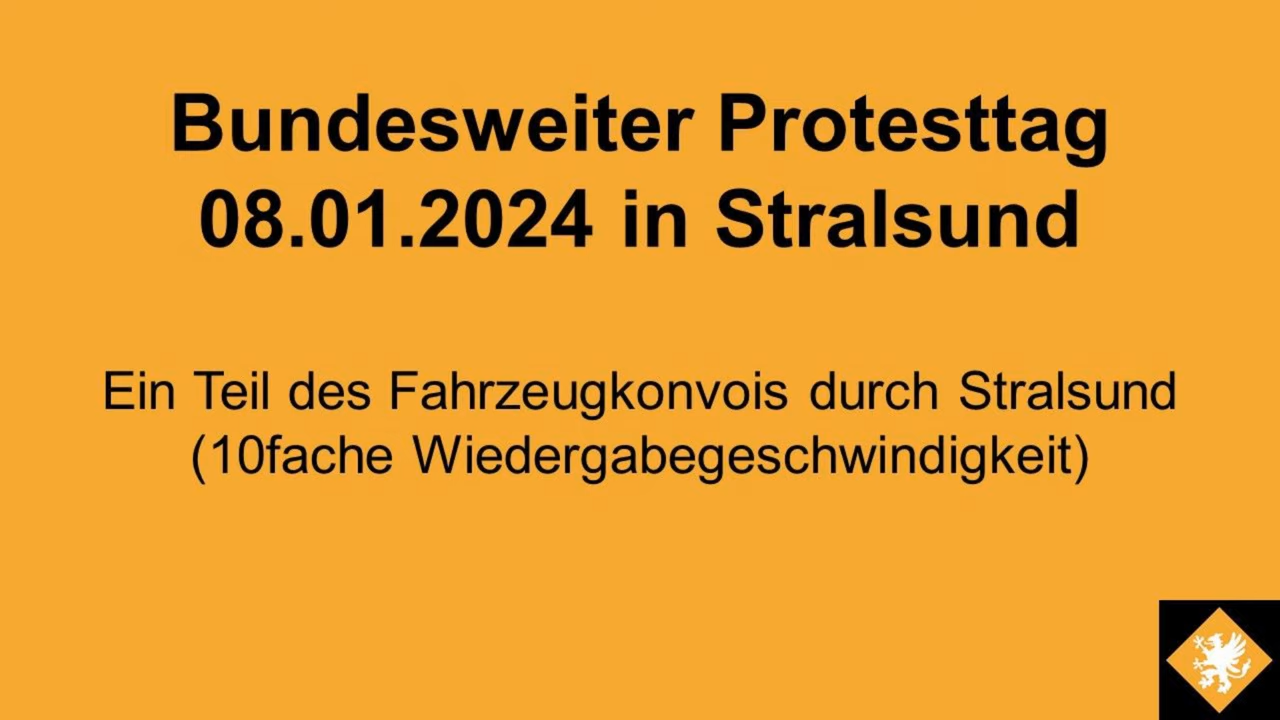 Bundesweiter Protesttag
08.01.2024 in Stralsund
Ein Teil des Fahrzeugkonvois durch Stralsund
(10fache Wiedergabegeschwindigkeit)